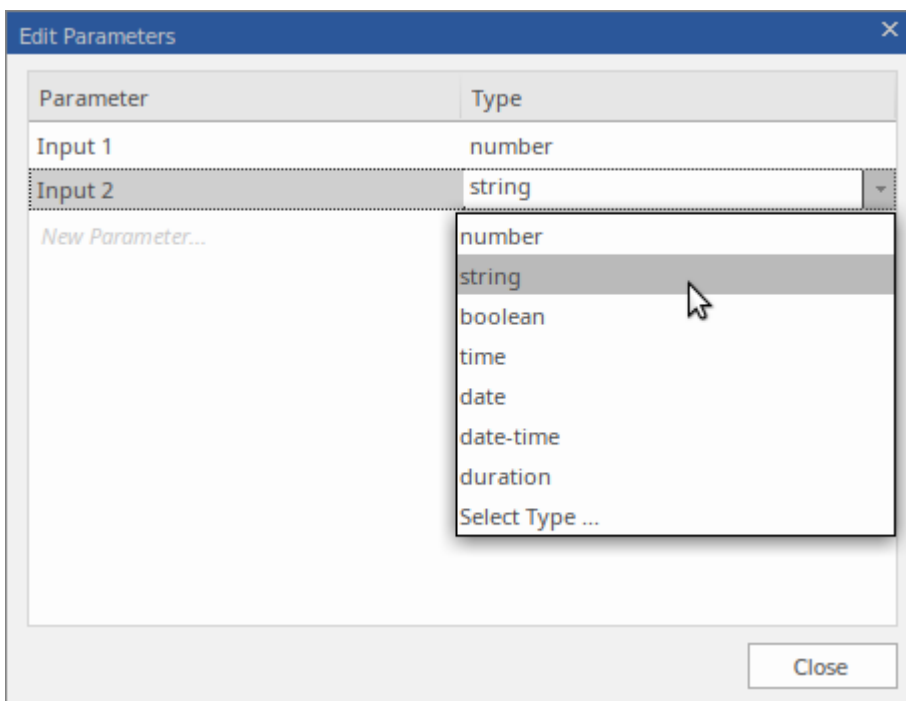 Edit Parameters
Parameter Type
Input 1 number
Input 2 string
New Parameter...
number
string
boolean
time
date
date-time
duration
Select Type ...
Close